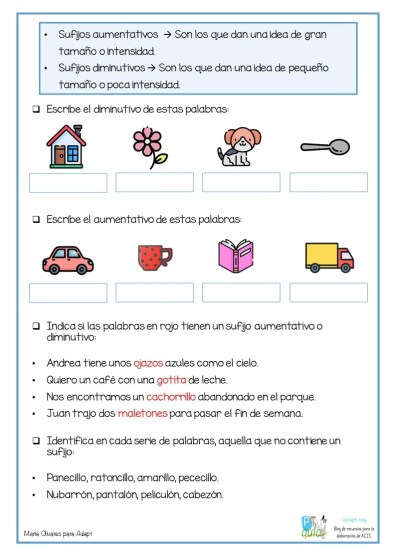 • Sufijos aumentativos → Son los que dan una idea de gran
tamaño o intensidad.
• Sufijos diminutivos → Son los que dan una idea de pequeño
tamaño o poca intensidad.
❑ Escribe el diminutivo de estas palabras:
❑ Escribe el aumentativo de estas palabras:
❑ Indica si las palabras en rojo tienen un sufijo aumentativo o
diminutivo:
• Andrea tiene unos ojazos azules como el cielo.
• Quiero un café con una gotita de leche.
• Nos encontramos un cachorrillo abandonado en el parque.
• Juan trajo dos maletones para pasar el fin de semana.
❑ Identifica en cada serie de palabras, aquella que no contiene un
sufijo:
• Panecillo, ratoncillo, amarillo, pececillo.
• Nubarrón, pantalón, peliculón, cabezón.
María Olivares para Aulapt
PT
aula
aulapt.org
Blog de recursos para la
elaboración de ACIS